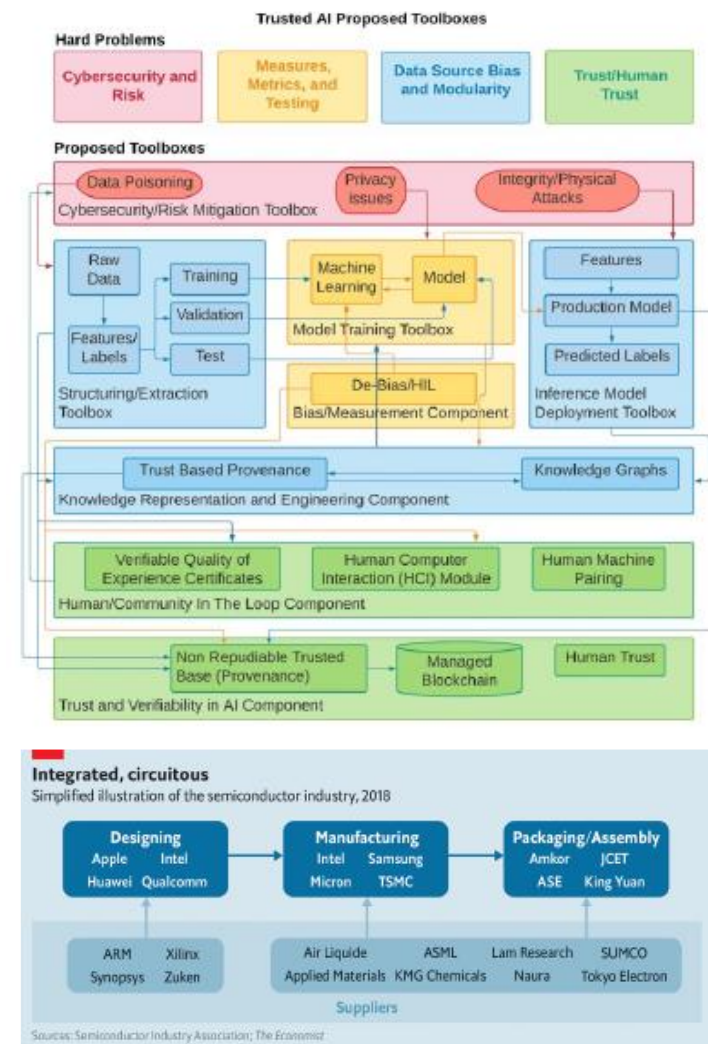 Trusted AI Proposed Toolboxes
Hard Problems
Cybersecurity and
Risk
Measures,
Metrics, and
Testing
Data Source Bias
and Modularity
Trust/Human
Trust
Proposed Toolboxes
Data Poisoning
Privacy
issues
Integrity/Physical
Attacks
Cybersecurity/Risk Mitigation Toolbox
Raw
Data
Features/
Labels
Training
Validation
Test
Structuring/Extraction
Toolbox
Machine
Learning
Model
Model Training Toolbox
De-Bias/HIL
Bias/Measurement Component
Features
Production Model
Predicted Labels
Inference Model
Deployment Toolbox
Trust Based Provenance
Knowledge Graphs
Knowledge Representation and Engineering Component
Verifiable Quality of
Experience Certificates
Human Computer
Interaction (HCI) Module
Human Machine
Pairing
Human/Community In The Loop Component
Non Repudiable Trusted
Base (Provenance)
Managed
Blockchain
Human Trust
Trust and Verifiability in AI Component
Integrated, circuitous
Simplified illustration of the semiconductor industry, 2018
Designing
Apple Intel
Huawei Qualcomm
Manufacturing
Intel Samsung
Micron TSMC
Packaging/Assembly
Amkor JCET
ASE King Yuan
ARM Xilinx
Synopsys Zuken
Air Liquide ASML Lam Research SUMCO
Applied Materials KMG Chemicals Naura Tokyo Electron
Suppliers
Sources: Semiconductor Industry Association; The Economist